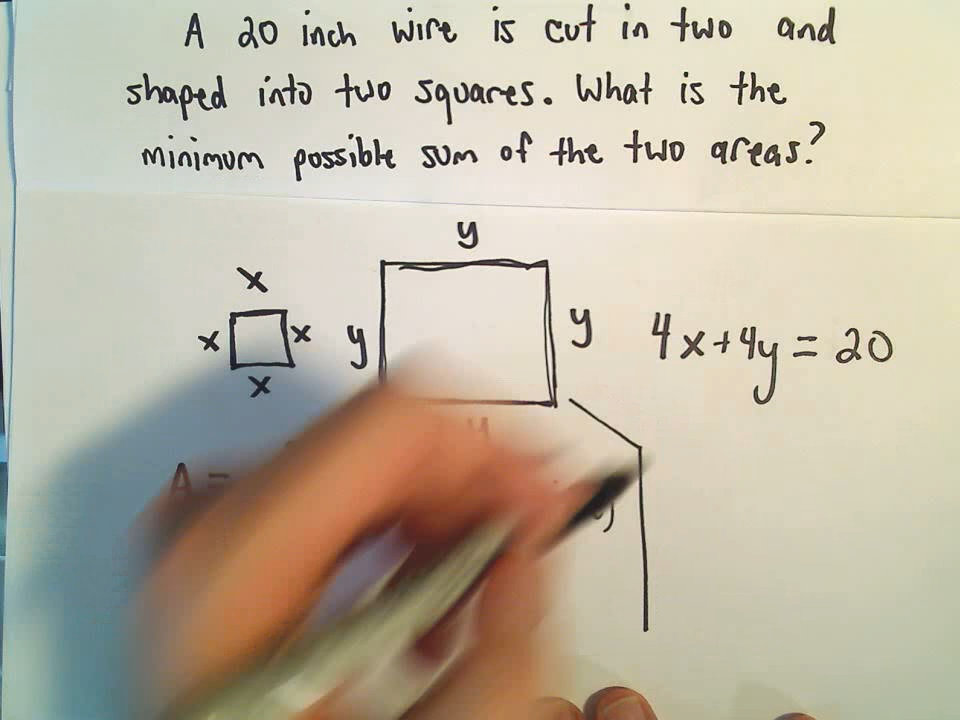 A 20 inch wire is cut in two and
shaped into two squares. What is the
minimum possible sum of the two areas?
y
x
x x y y 4x+4y = 20
x
A =